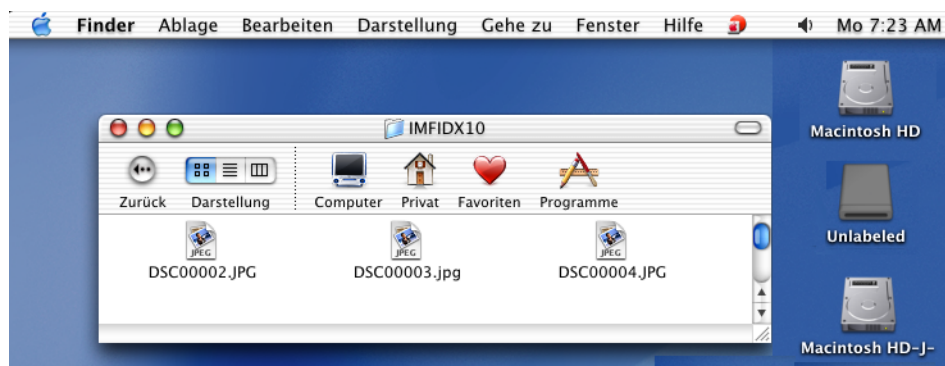 Finder Ablage Bearbeiten Darstellung Gehe zu Fenster Hilfe Mo 7:23 AM
IMFIDX10
Zurück Darstellung Computer Privat Favoriten Programme
JPEG JPEG JPEG
DSC00002.JPG DSC00003.jpg DSC00004.JPG
Macintosh HD
Unlabeled
Macintosh HD-J-